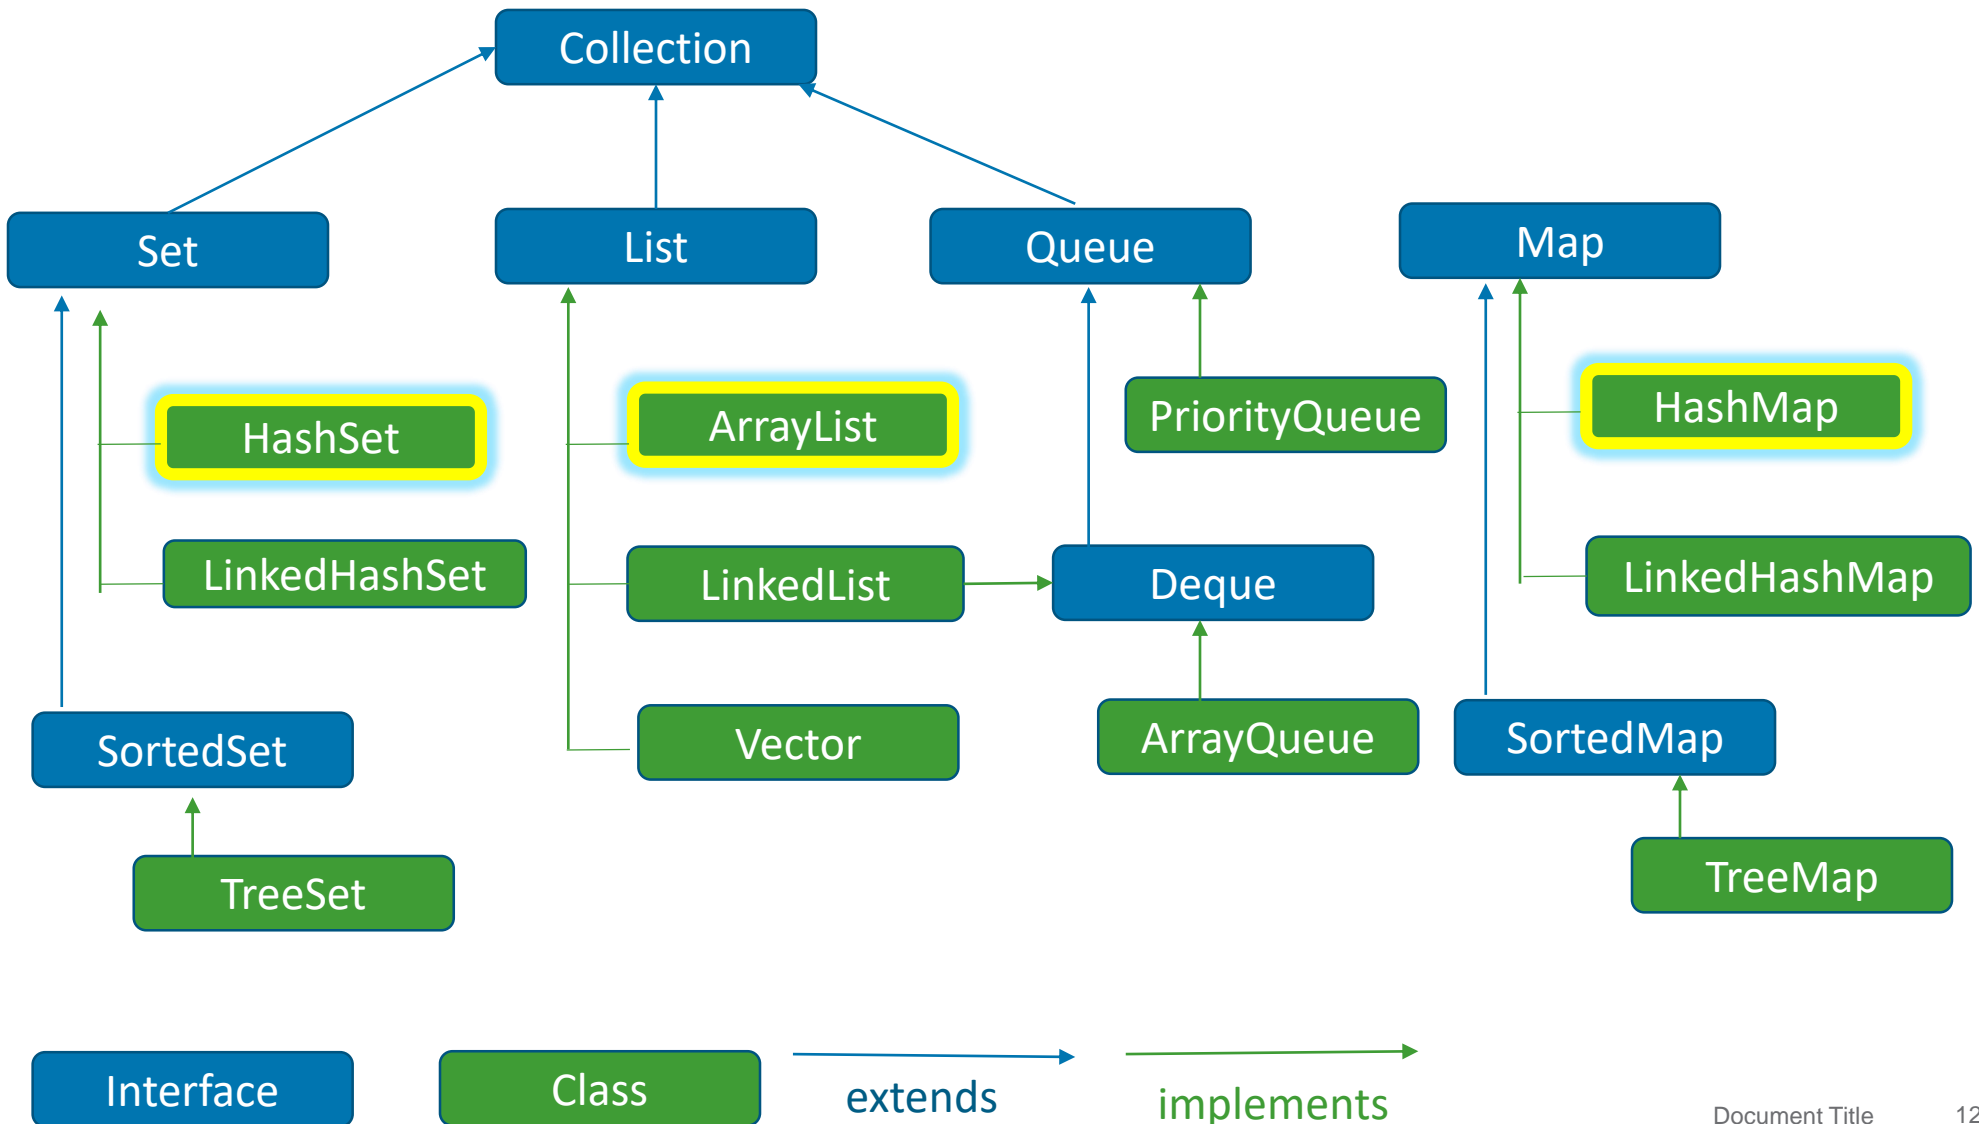 Collection
Set
List
Queue
Map
HashSet
ArrayList
PriorityQueue
HashMap
LinkedHashSet
LinkedList
Deque
LinkedHashMap
SortedSet
Vector
ArrayQueue
SortedMap
TreeSet
TreeMap
Interface
Class
extends
implements
Document Title
12